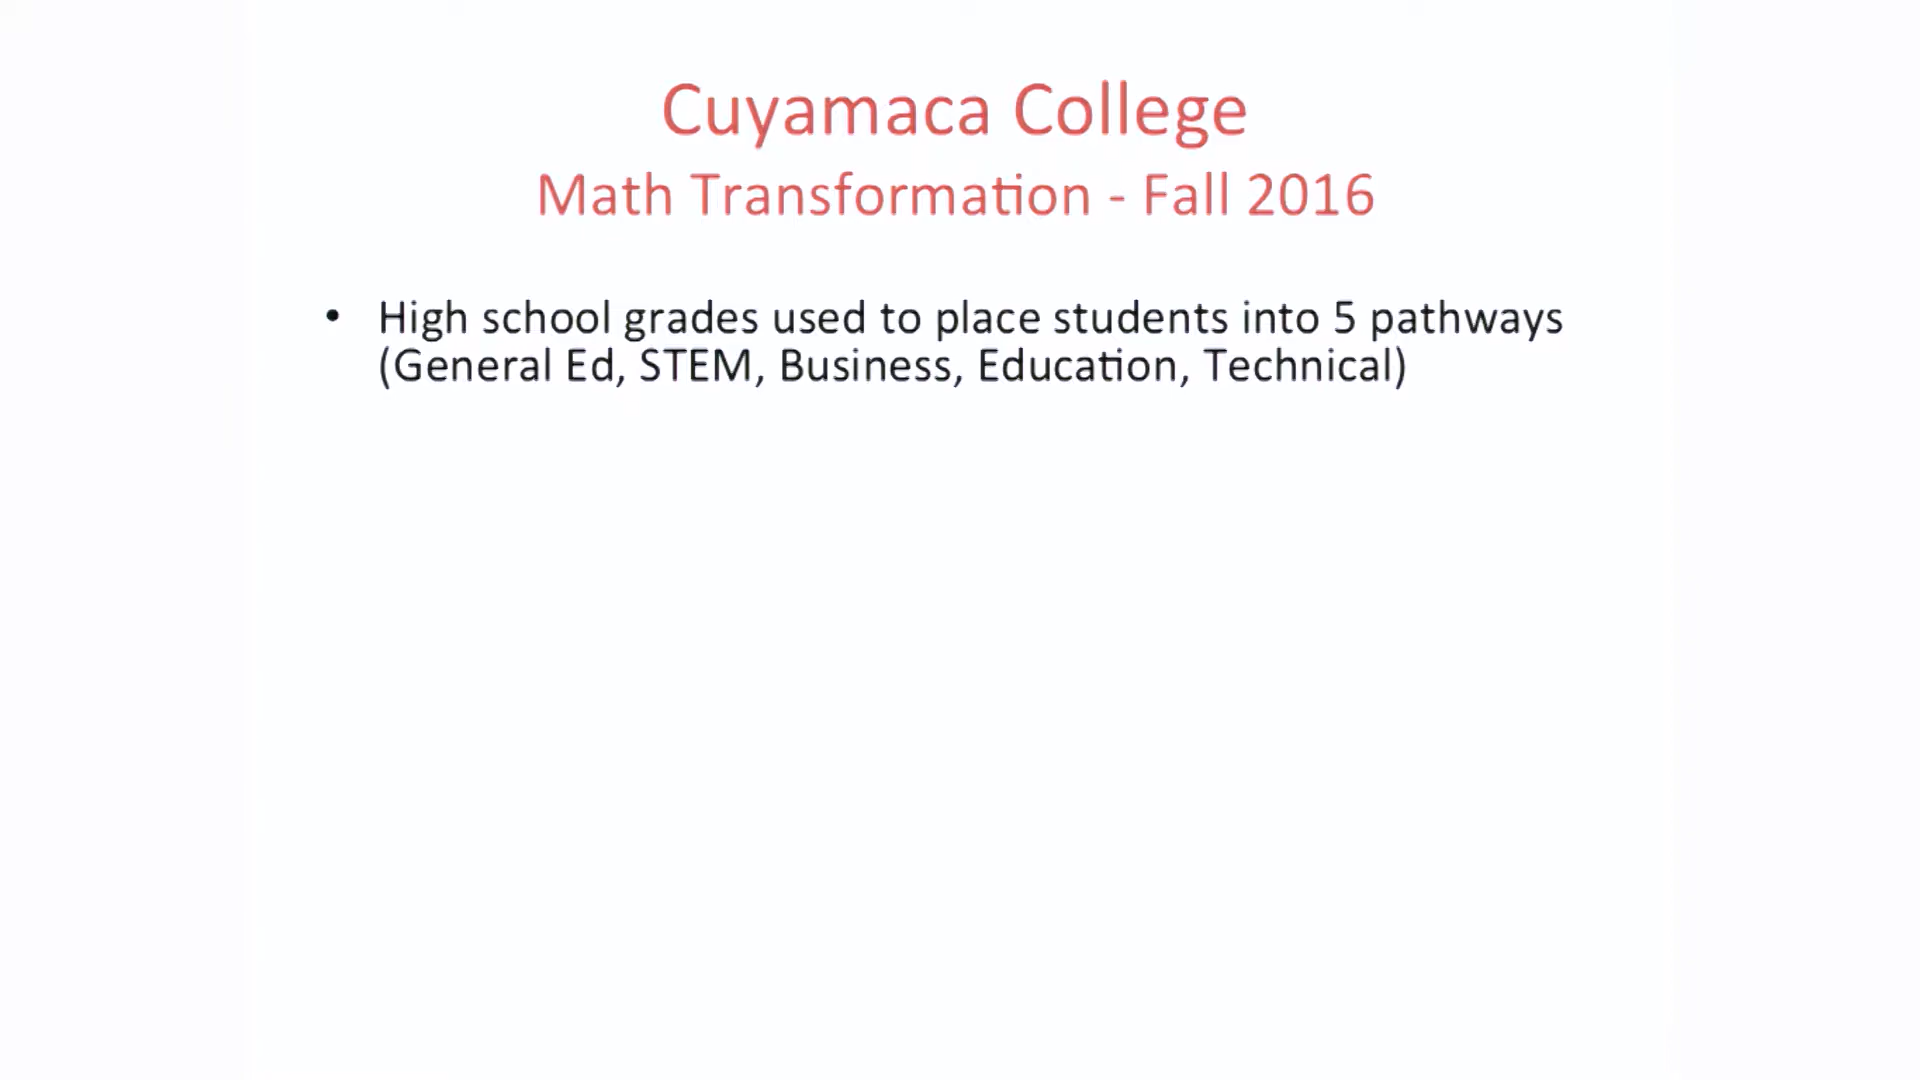 Cuyamaca College
Math Transformation - Fall 2016
• High school grades used to place students into 5 pathways
(General Ed, STEM, Business, Education, Technical)